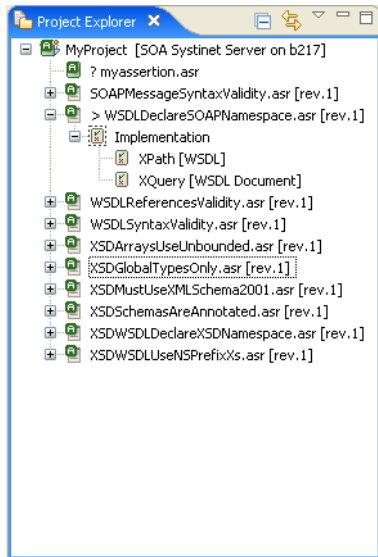 Project Explorer
MyProject [SOA Systinet Server on b217]
? myassertion.asr
SOAPMessageSyntaxValidity.asr [rev.1]
> WSDLDeclareSOAPNamespace.asr [rev.1]
Implementation
XPath [WSDL]
XQuery [WSDL Document]
WSDLReferencesValidity.asr [rev.1]
WSDLSyntaxValidity.asr [rev.1]
XSDArraysUseUnbounded.asr [rev.1]
XSDGlobalTypesOnly.asr [rev.1]
XSDMustUseXMLSchema2001.asr [rev.1]
XSDSchemasAreAnnotated.asr [rev.1]
XSDWSDLDeclareXSDNamespace.asr [rev.1]
XSDWSDLUseNSPrefixXs.asr [rev.1]